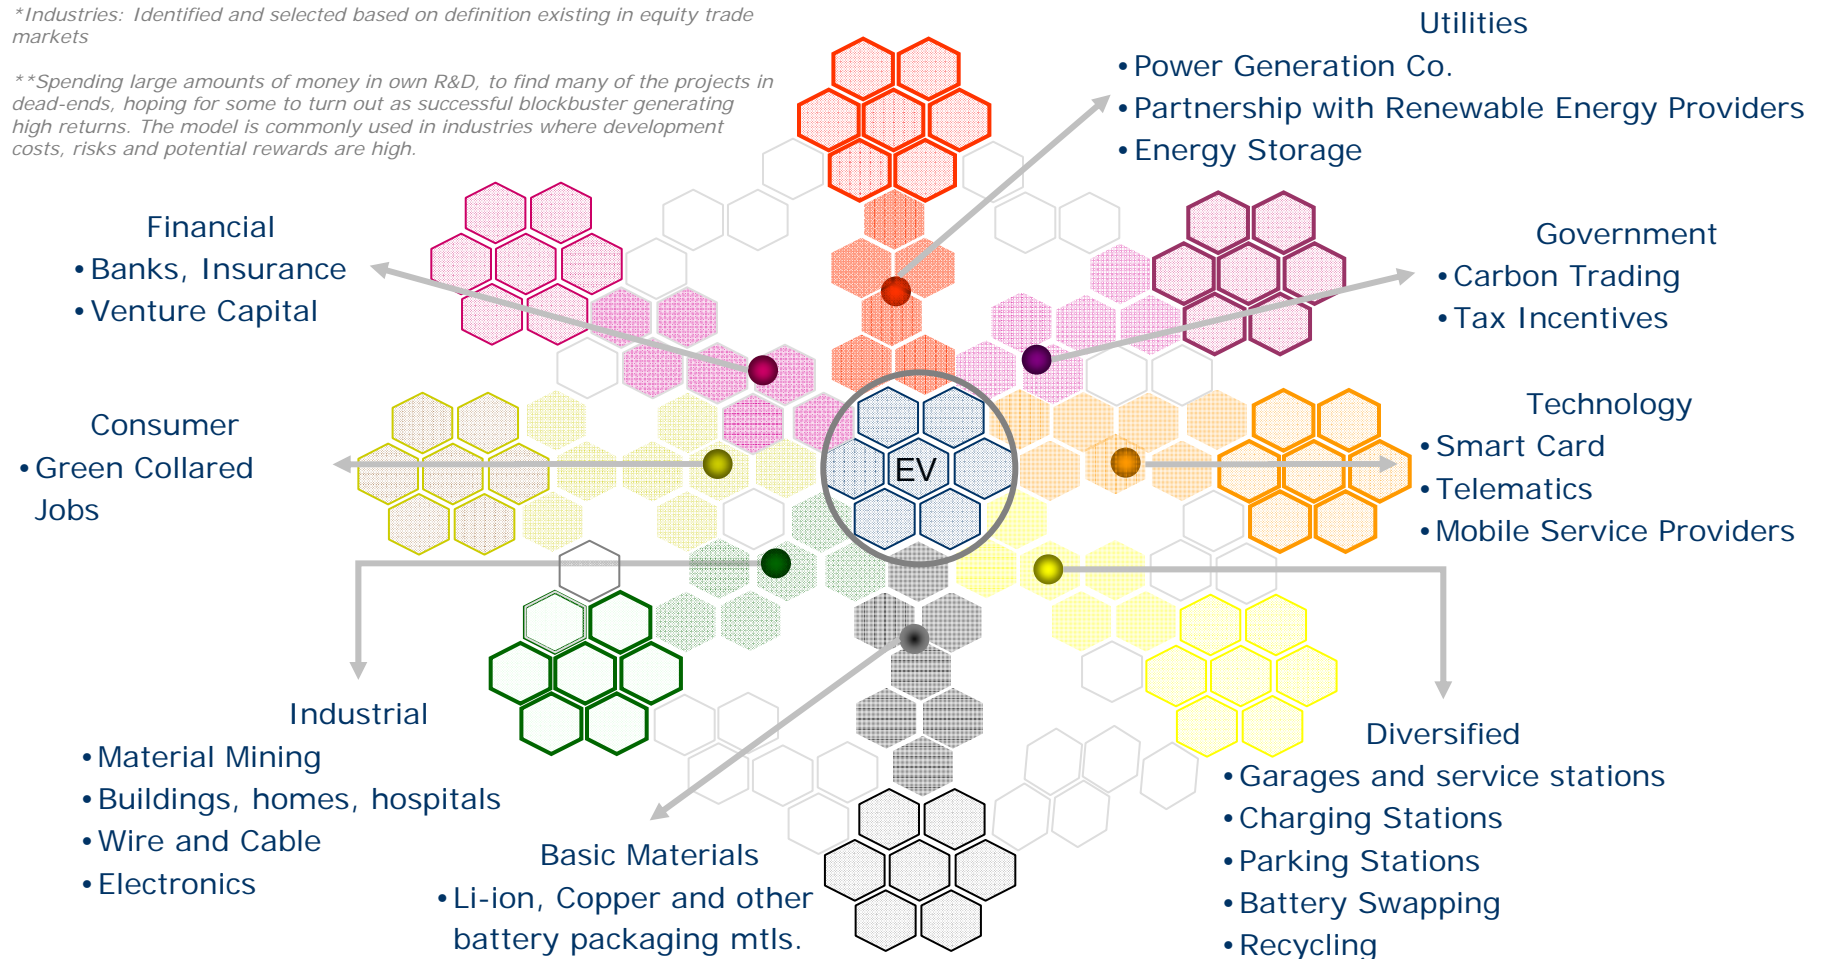 *Industries: Identified and selected based on definition existing in equity trade
markets
**Spending large amounts of money in own R&D, to find many of the projects in
dead-ends, hoping for some to turn out as successful blockbuster generating
high returns. The model is commonly used in industries where development
costs, risks and potential rewards are high.
Utilities
•Power Generation Co.
•Partnership with Renewable Energy Providers
•Energy Storage
Financial
•Banks, Insurance
•Venture Capital
Government
•Carbon Trading
•Tax Incentives
Consumer
•Green Collared
Jobs
EV
Technology
•Smart Card
•Telematics
•Mobile Service Providers
Industrial
•Material Mining
•Buildings, homes, hospitals
•Wire and Cable
•Electronics
Basic Materials
•Li-ion, Copper and other
battery packaging mtls.
Diversified
•Garages and service stations
•Charging Stations
•Parking Stations
•Battery Swapping
•Recycling